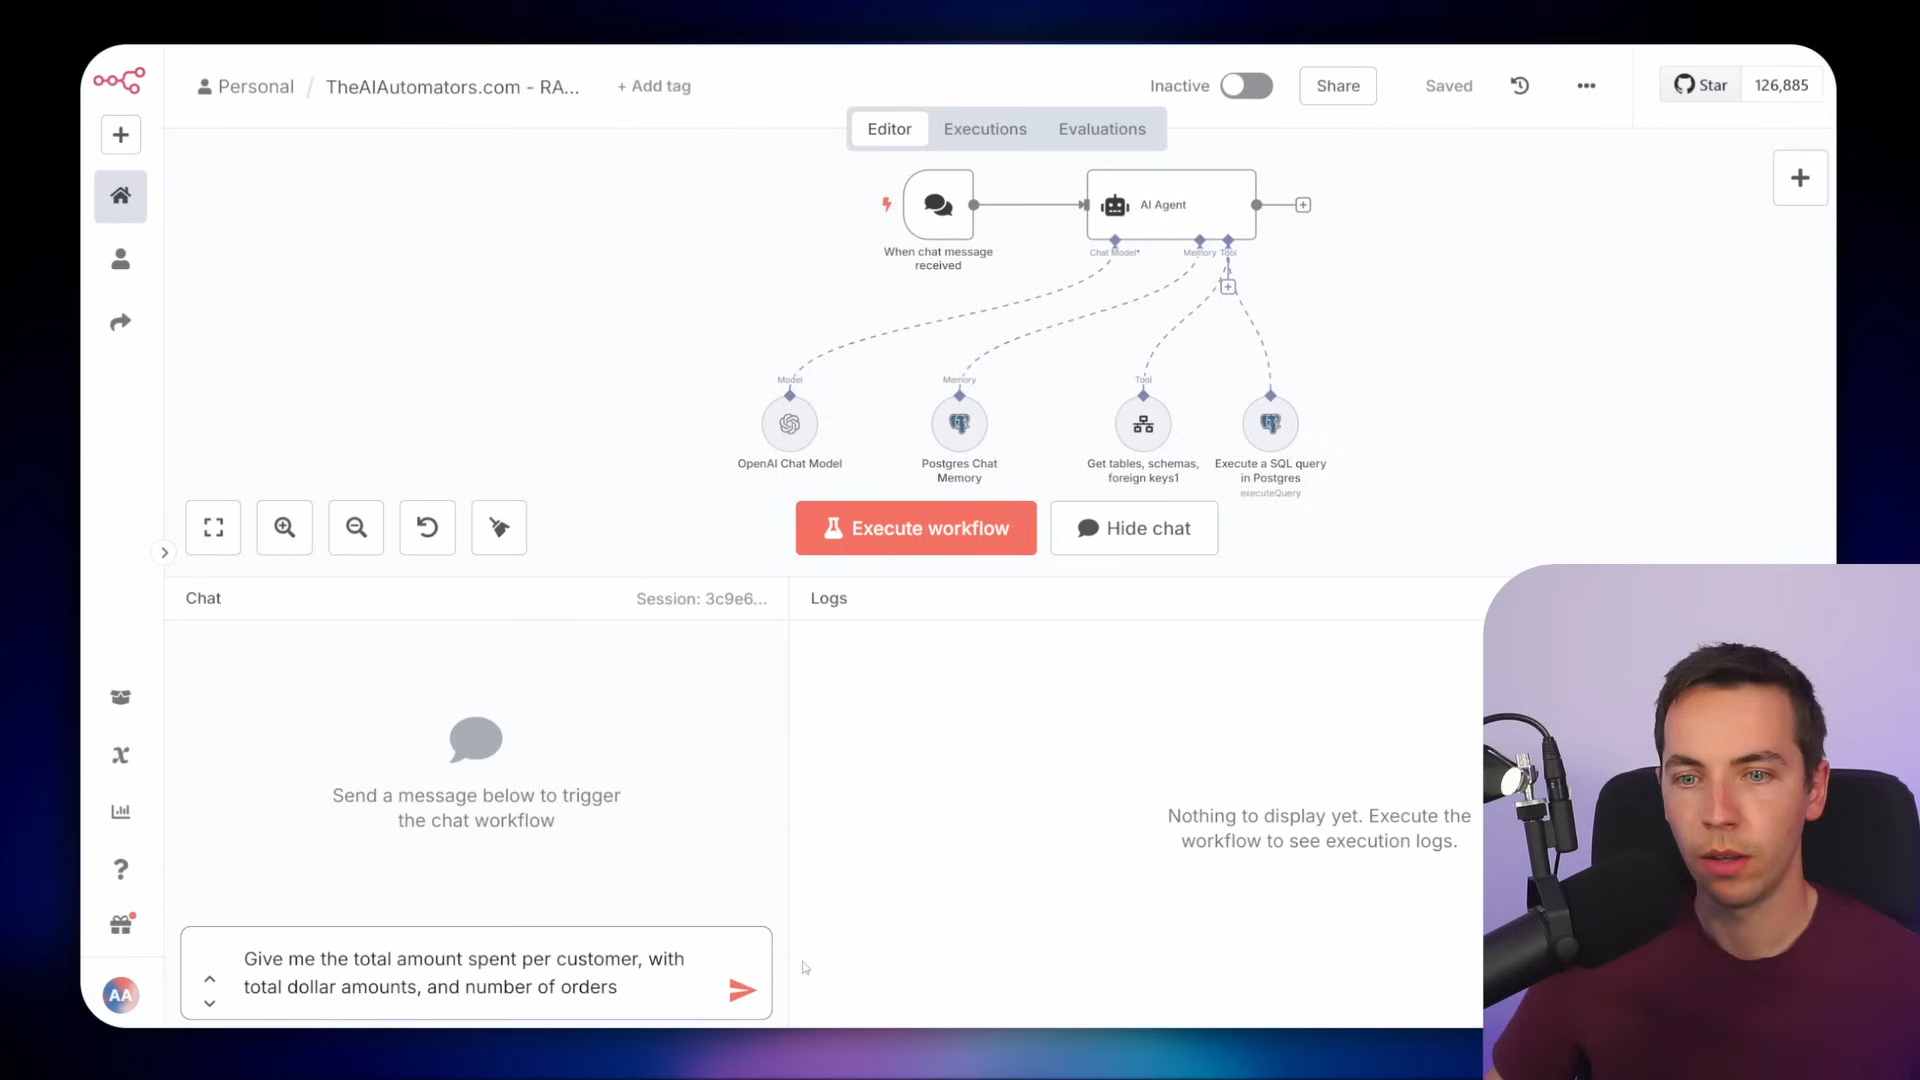 Personal / TheAIAutomators.com - RA... + Add tag
Inactive Share Saved ... Star 126,885
Editor Executions Evaluations
AI Agent
When chat message
received
Chat Model* Memory Tool
Model Memory Tool
OpenAI Chat Model
Postgres Chat
Memory
Get tables, schemas,
foreign keys1
Execute a SQL query
in Postgres
executeQuery
Execute workflow Hide chat
Chat Session: 3c9e6... Logs
Send a message below to trigger
the chat workflow
Nothing to display yet. Execute the
workflow to see execution logs.
Give me the total amount spent per customer, with
total dollar amounts, and number of orders
AA